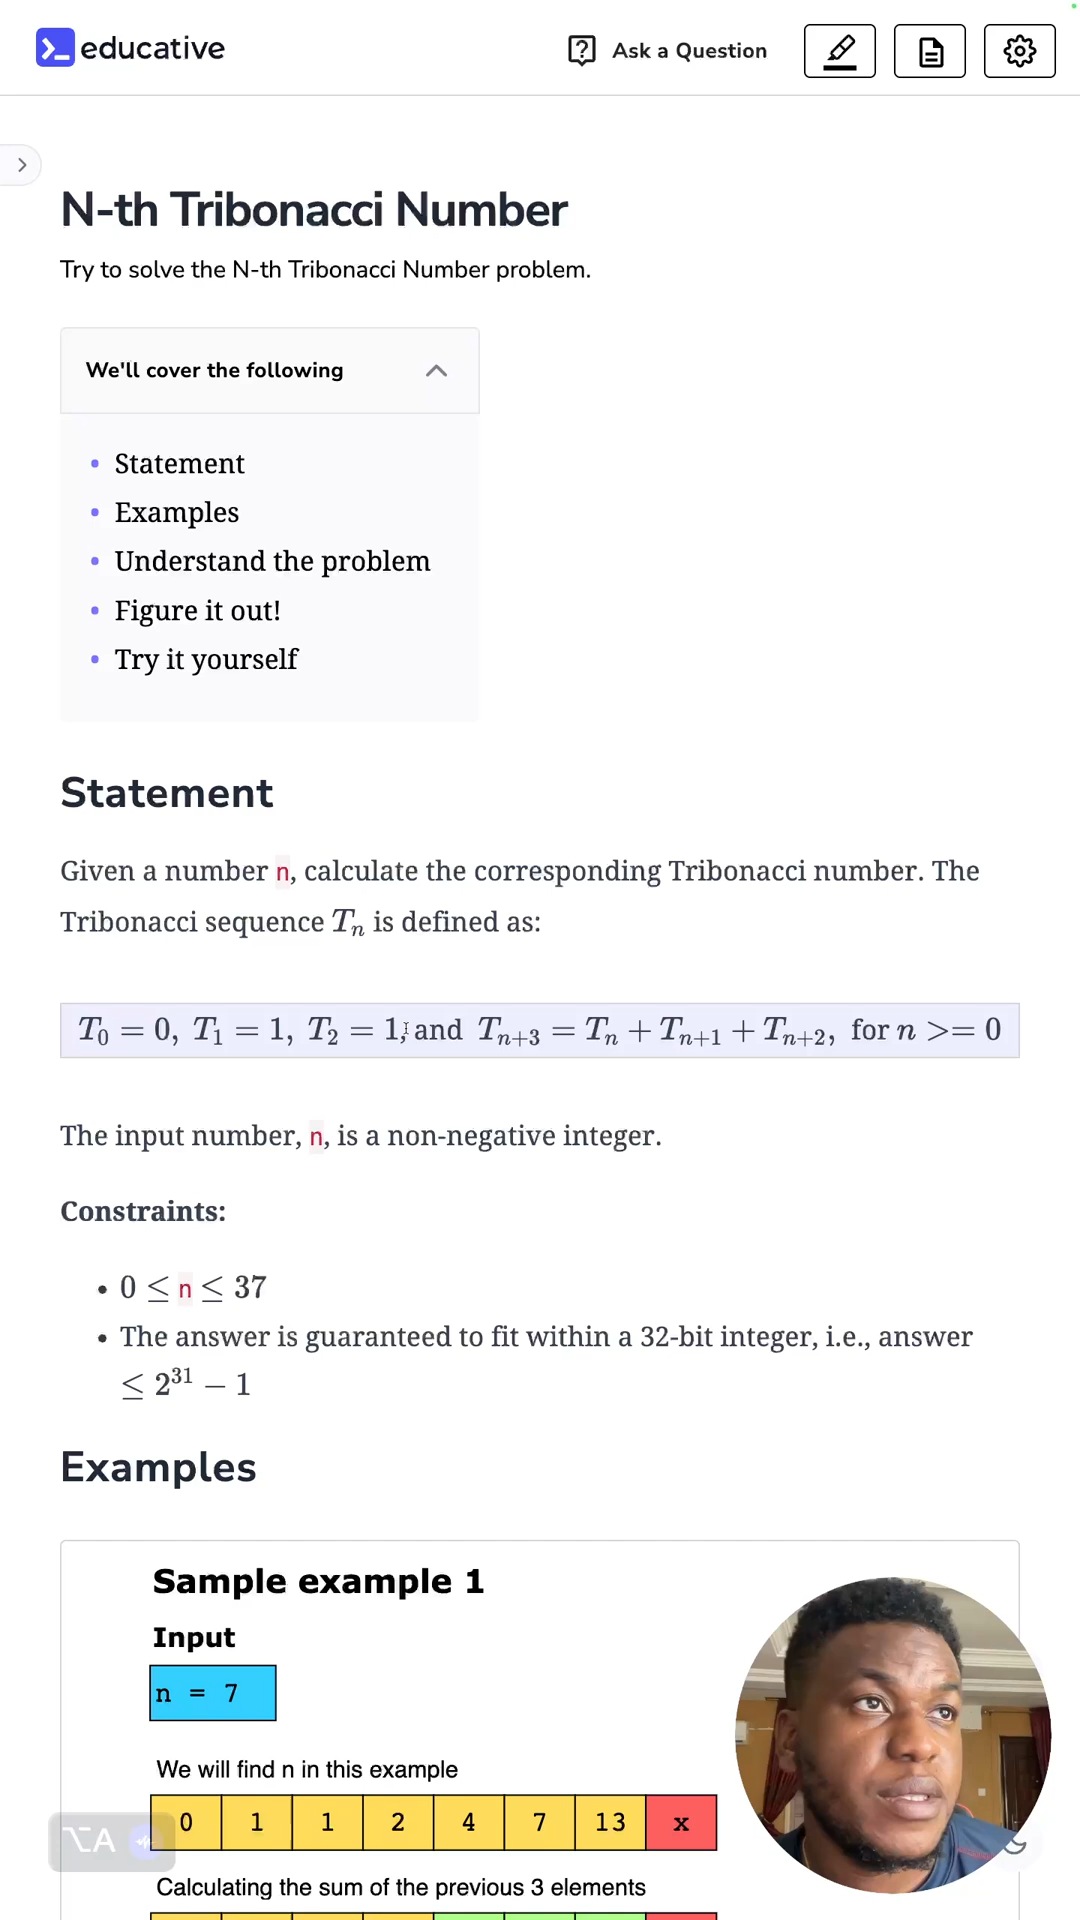 educative
Ask a Question
N-th Tribonacci Number
Try to solve the N-th Tribonacci Number problem.
We'll cover the following
• Statement
• Examples
• Understand the problem
• Figure it out!
• Try it yourself
Statement
Given a number n, calculate the corresponding Tribonacci number. The
Tribonacci sequence Tₙ is defined as:
T₀ = 0, T₁ = 1, T₂ = 1, and Tₙ₊₃ = Tₙ + Tₙ₊₁ + Tₙ₊₂, for n >= 0
The input number, n, is a non-negative integer.
Constraints:
• 0 ≤ n ≤ 37
• The answer is guaranteed to fit within a 32-bit integer, i.e., answer
≤ 2³¹ − 1
Examples
Sample example 1
Input
n = 7
We will find n in this example
0 1 1 2 4 7 13 x
⌥A
Calculating the sum of the previous 3 elements